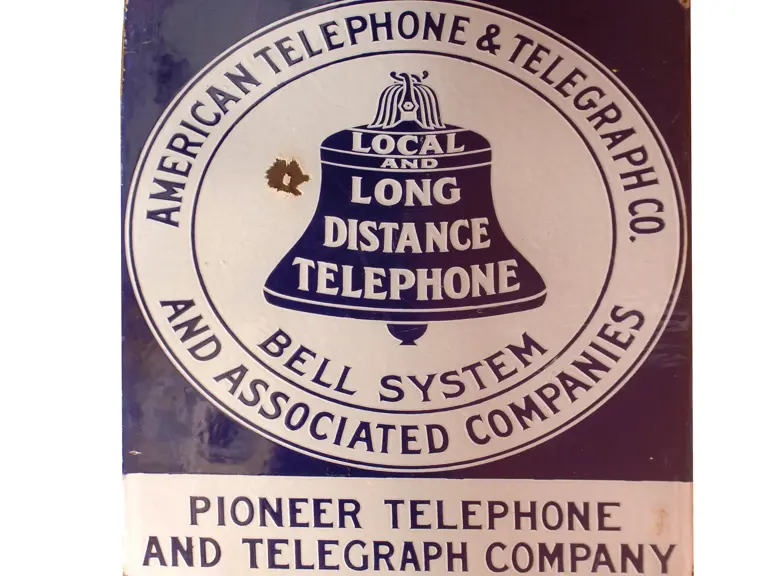 AMERICAN TELEPHONE & TELEGRAPH CO.
AND ASSOCIATED COMPANIES
LOCAL
AND
LONG
DISTANCE
TELEPHONE
BELL SYSTEM
PIONEER TELEPHONE
AND TELEGRAPH COMPANY